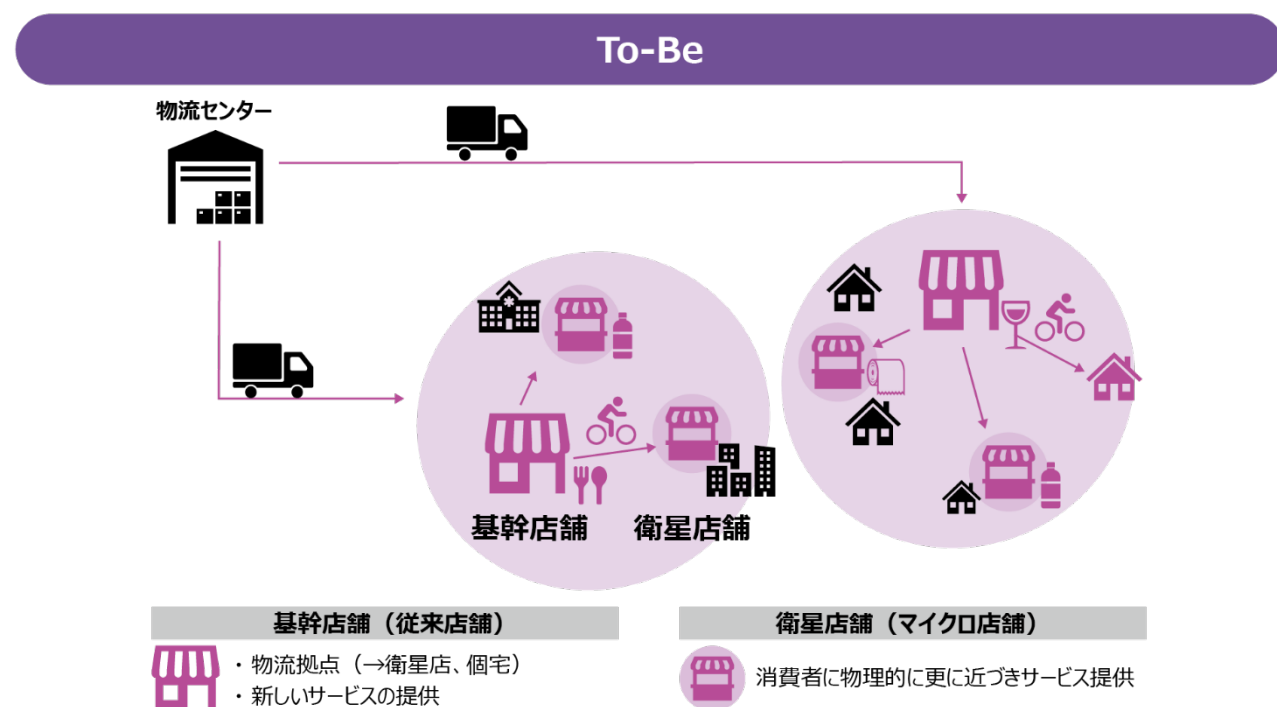 To-Be
物流センター
基幹店舗
衛星店舗
基幹店舗（従来店舗）
・物流拠点（→衛星店、個宅）
・新しいサービスの提供
衛星店舗（マイクロ店舗）
消費者に物理的に更に近づきサービス提供